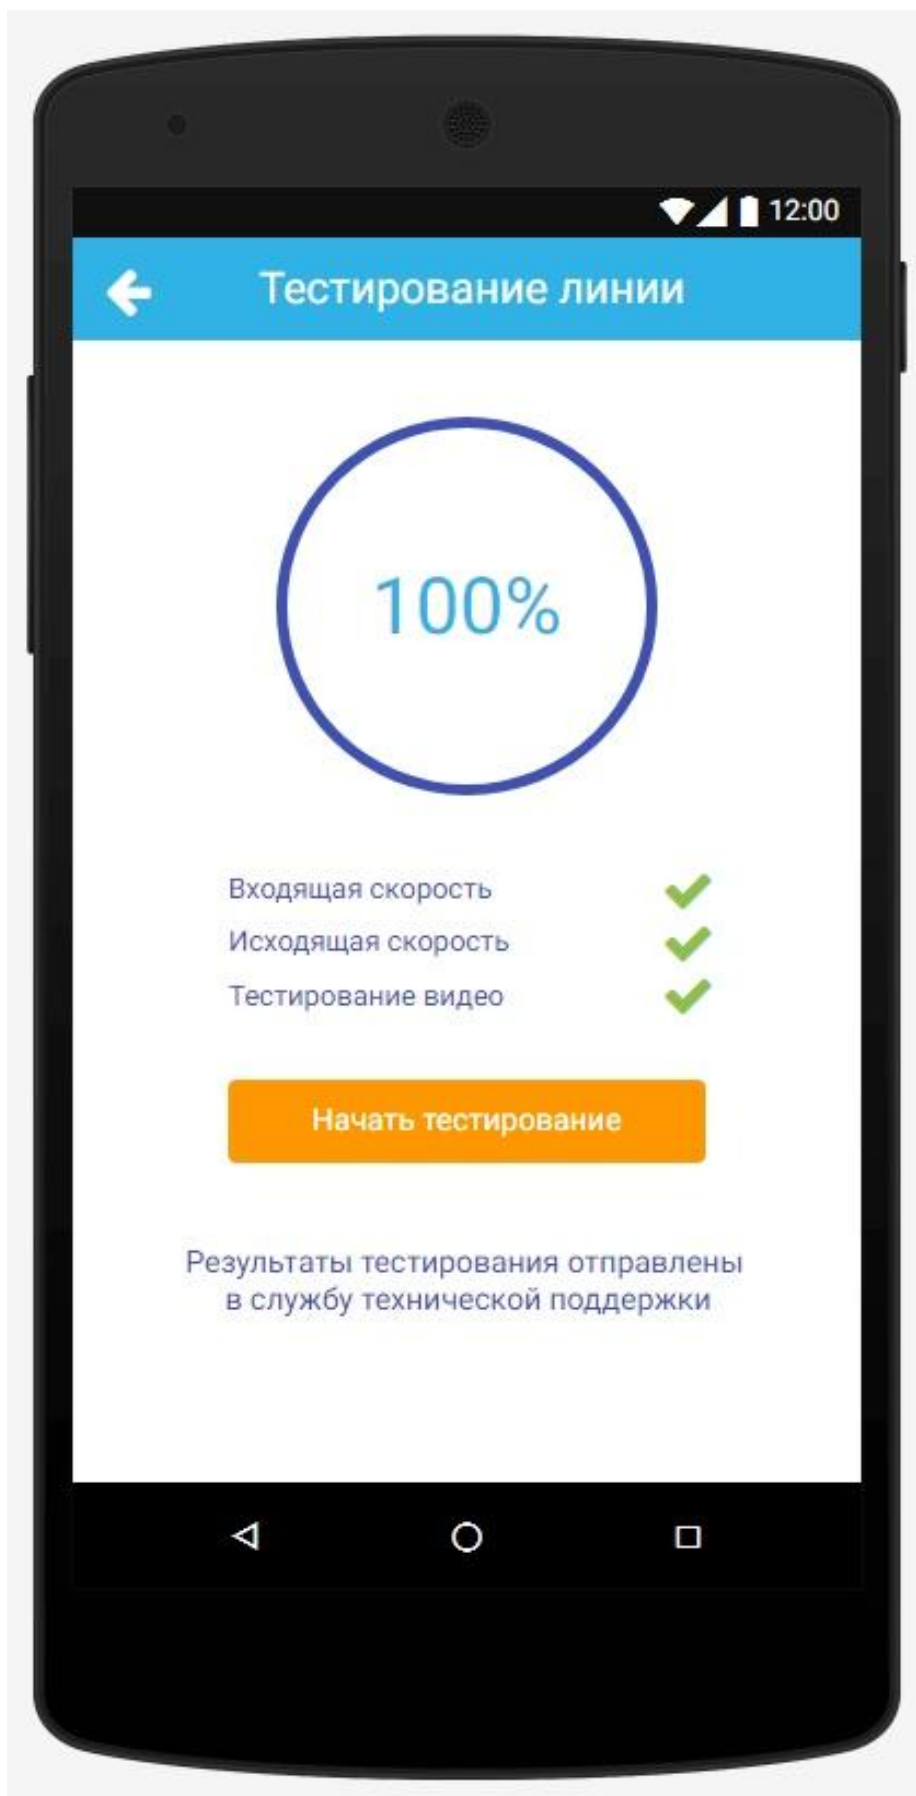 12:00
Тестирование линии
100%
Входящая скорость
Исходящая скорость
Тестирование видео
Начать тестирование
Результаты тестирования отправлены
в службу технической поддержки